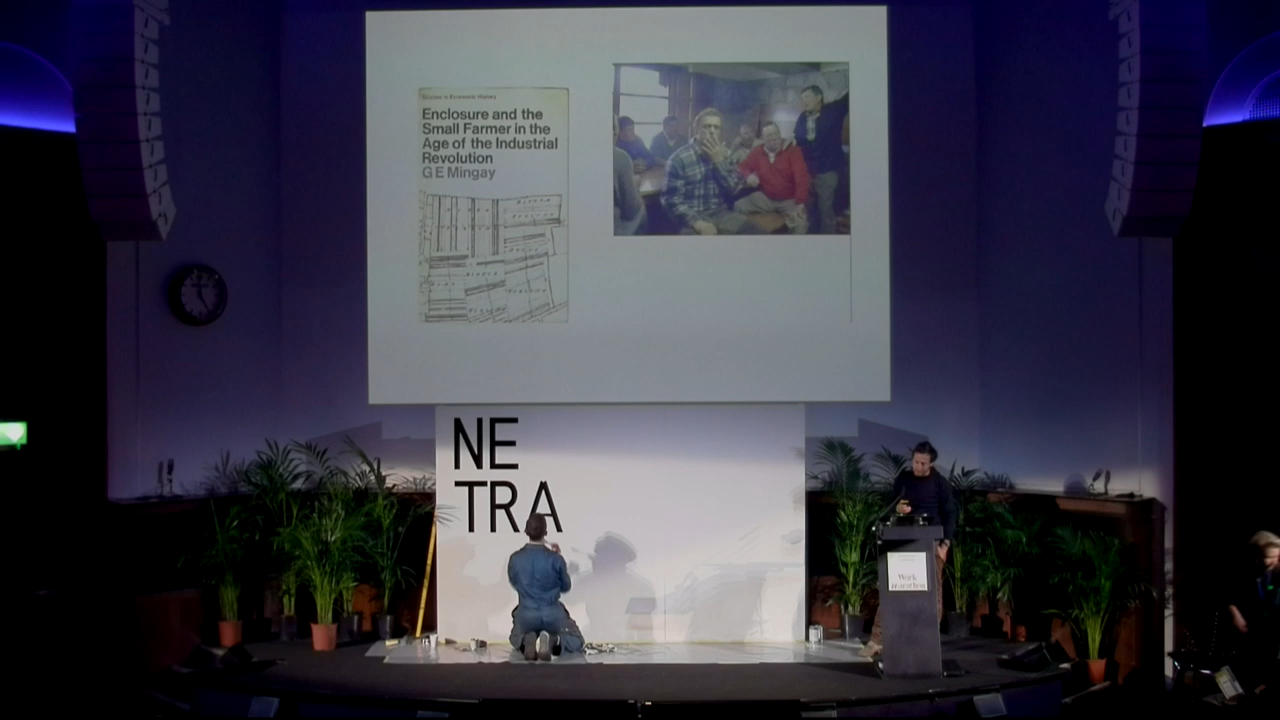 Studies in Economic History
Enclosure and the
Small Farmer in the
Age of the Industrial
Revolution
G E Mingay
NE
TRA
Work
marathon